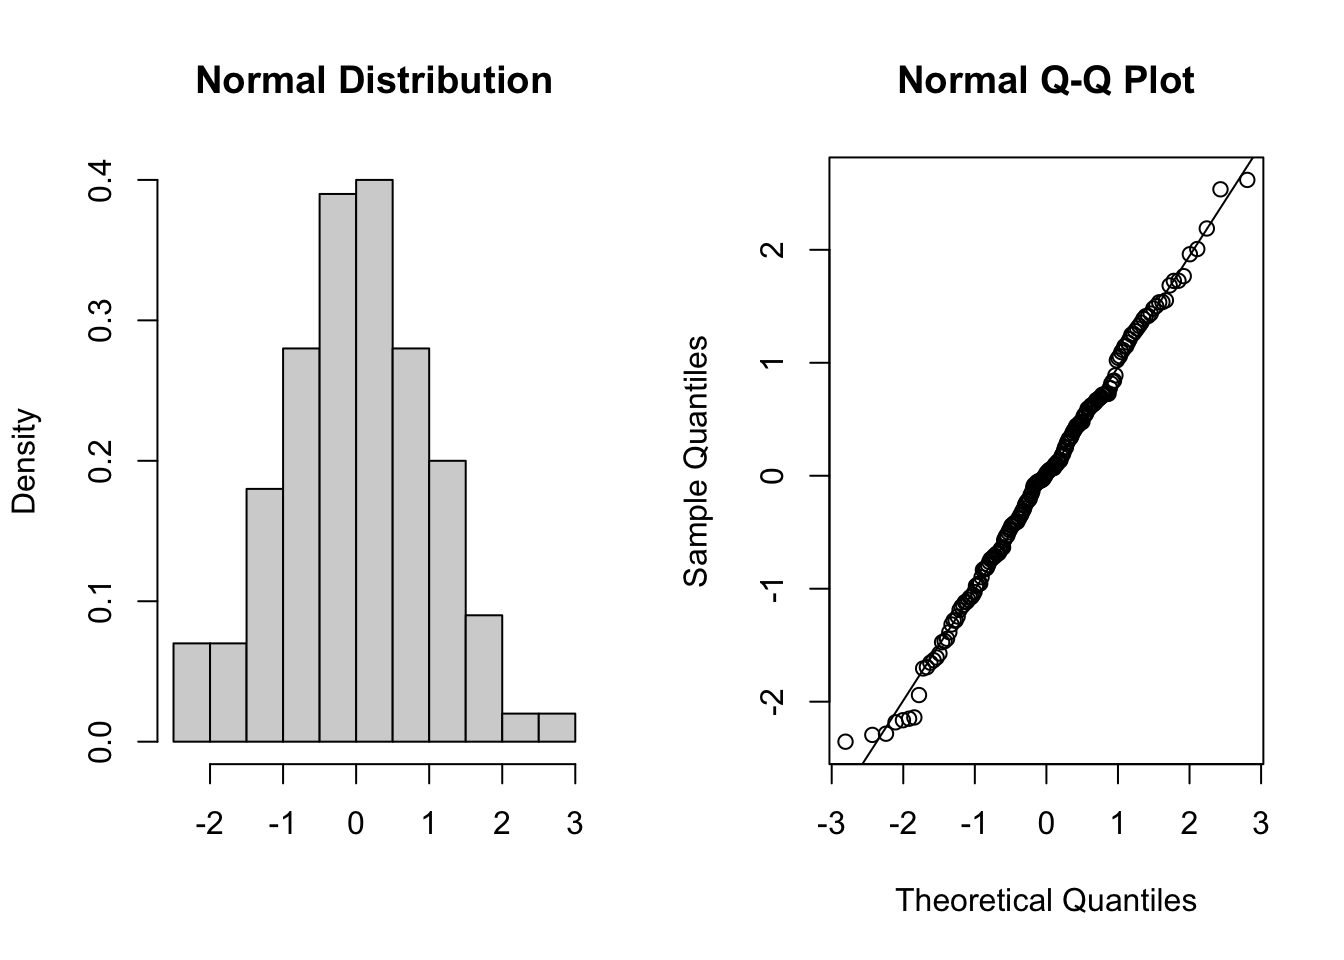 Normal Distribution
Density
0.0 0.1 0.2 0.3 0.4
-2 -1 0 1 2 3
Normal Q-Q Plot
Sample Quantiles
-2 -1 0 1 2
-3 -2 -1 0 1 2 3
Theoretical Quantiles